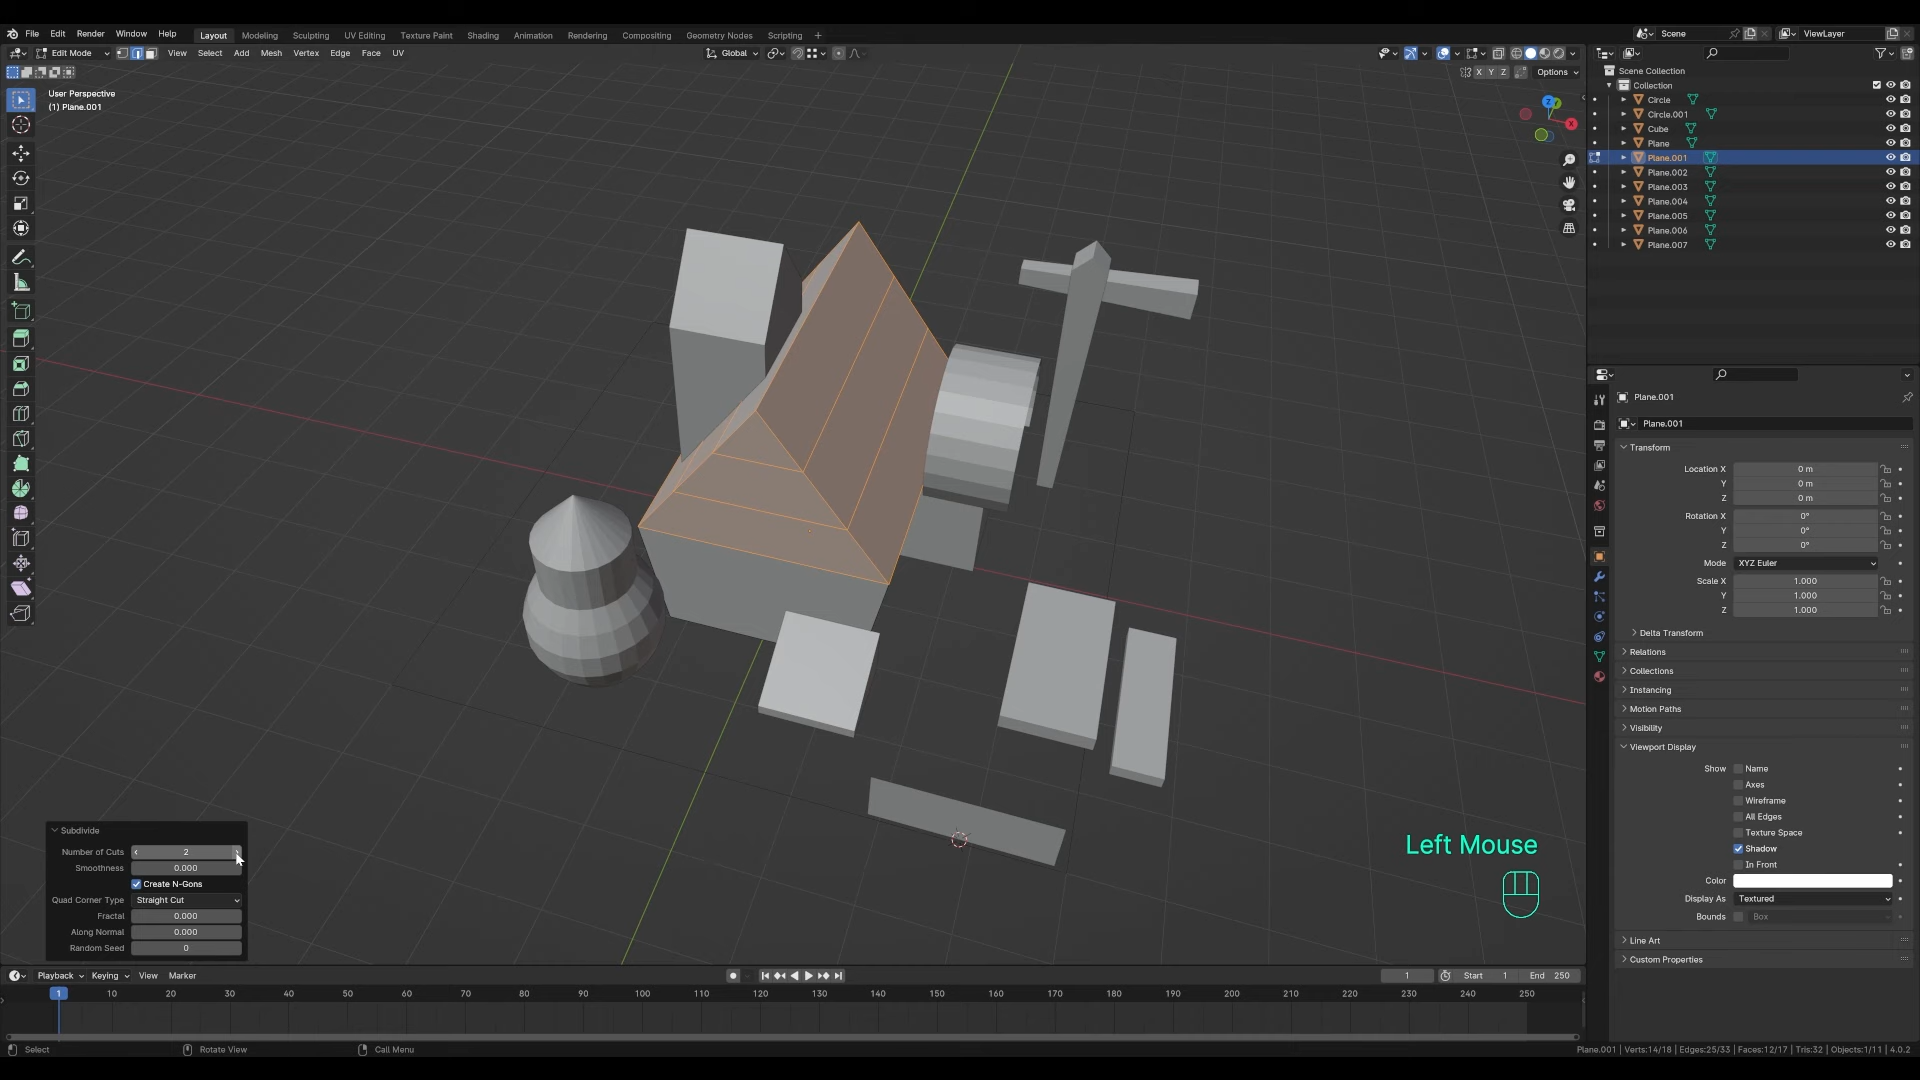 File Edit Render Window Help Layout Modeling Sculpting UV Editing Texture Paint Shading Animation Rendering Compositing Geometry Nodes Scripting + Scene ViewLayer
Edit Mode View Select Add Mesh Vertex Edge Face UV Global
X Y Z Options
User Perspective
(1) Plane.001
Scene Collection
Collection
Circle
Circle.001
Cube
Plane
Plane.001
Plane.002
Plane.003
Plane.004
Plane.005
Plane.006
Plane.007
Z
Y
X
Plane.001
Plane.001
Transform
Location X 0 m
Y 0 m
Z 0 m
Rotation X 0°
Y 0°
Z 0°
Mode XYZ Euler
Scale X 1.000
Y 1.000
Z 1.000
Delta Transform
Relations
Collections
Instancing
Motion Paths
Visibility
Viewport Display
Show Name
Axes
Wireframe
All Edges
Texture Space
Shadow
In Front
Color
Display As Textured
Bounds Box
Line Art
Custom Properties
Left Mouse
Subdivide
Number of Cuts 2
Smoothness 0.000
Create N-Gons
Quad Corner Type Straight Cut
Fractal 0.000
Along Normal 0.000
Random Seed 0
Playback Keying View Marker 1 Start 1 End 250
1 10 20 30 40 50 60 70 80 90 100 110 120 130 140 150 160 170 180 190 200 210 220 230 240 250
Select Rotate View Call Menu Plane.001 | Verts:14/18 | Edges:25/33 | Faces:12/17 | Tris:32 | Objects:1/11 | 4.0.2